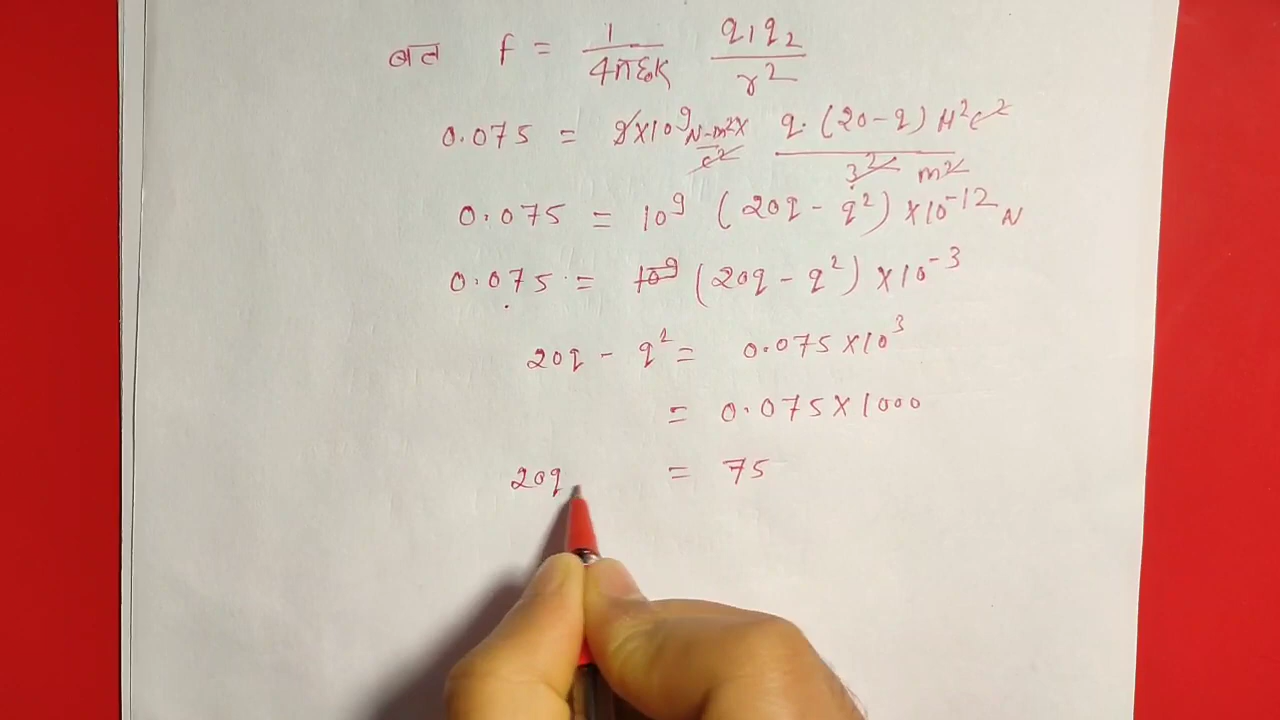 बल F = 1/4πε₀K q₁q₂/r²
0.075 = 9×10⁹ N-m²/c² × q.(20-q) μ²c²/3² m²
0.075 = 10⁹ (20q - q²) ×10⁻¹² N
0.075 = 10⁹ (20q - q²) ×10⁻³
20q - q² = 0.075×10³
= 0.075×1000
20q = 75